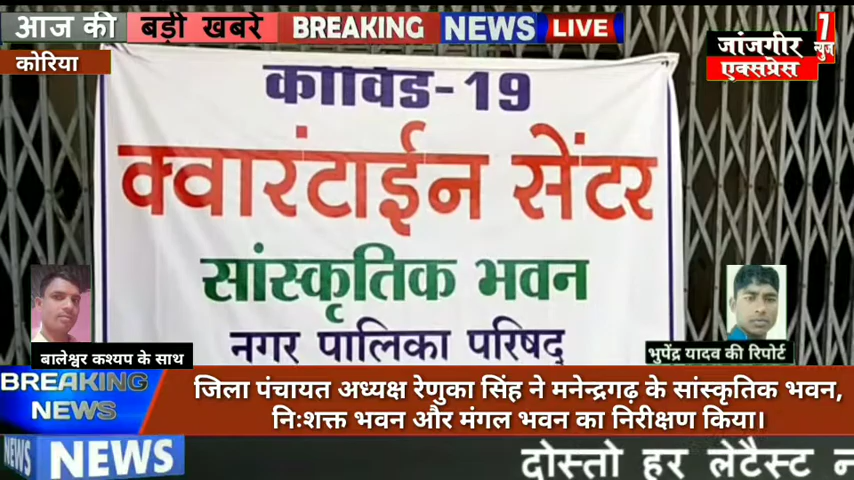 आज की बड़ी खबरे BREAKING NEWS LIVE
7
न्युज
जांजगीर
एक्सप्रेस
कोरिया
कोविड-19
क्वारंटाईन सेंटर
सांस्कृतिक भवन
नगर पालिका परिषद्
बालेश्वर कश्यप के साथ
भुपेंद्र यादव की रिपोर्ट
BREAKING
NEWS
जिला पंचायत अध्यक्ष रेणुका सिंह ने मनेन्द्रगढ़ के सांस्कृतिक भवन,
निःशक्त भवन और मंगल भवन का निरीक्षण किया।
NEWS NEWS
दोस्तो हर लेटैस्ट